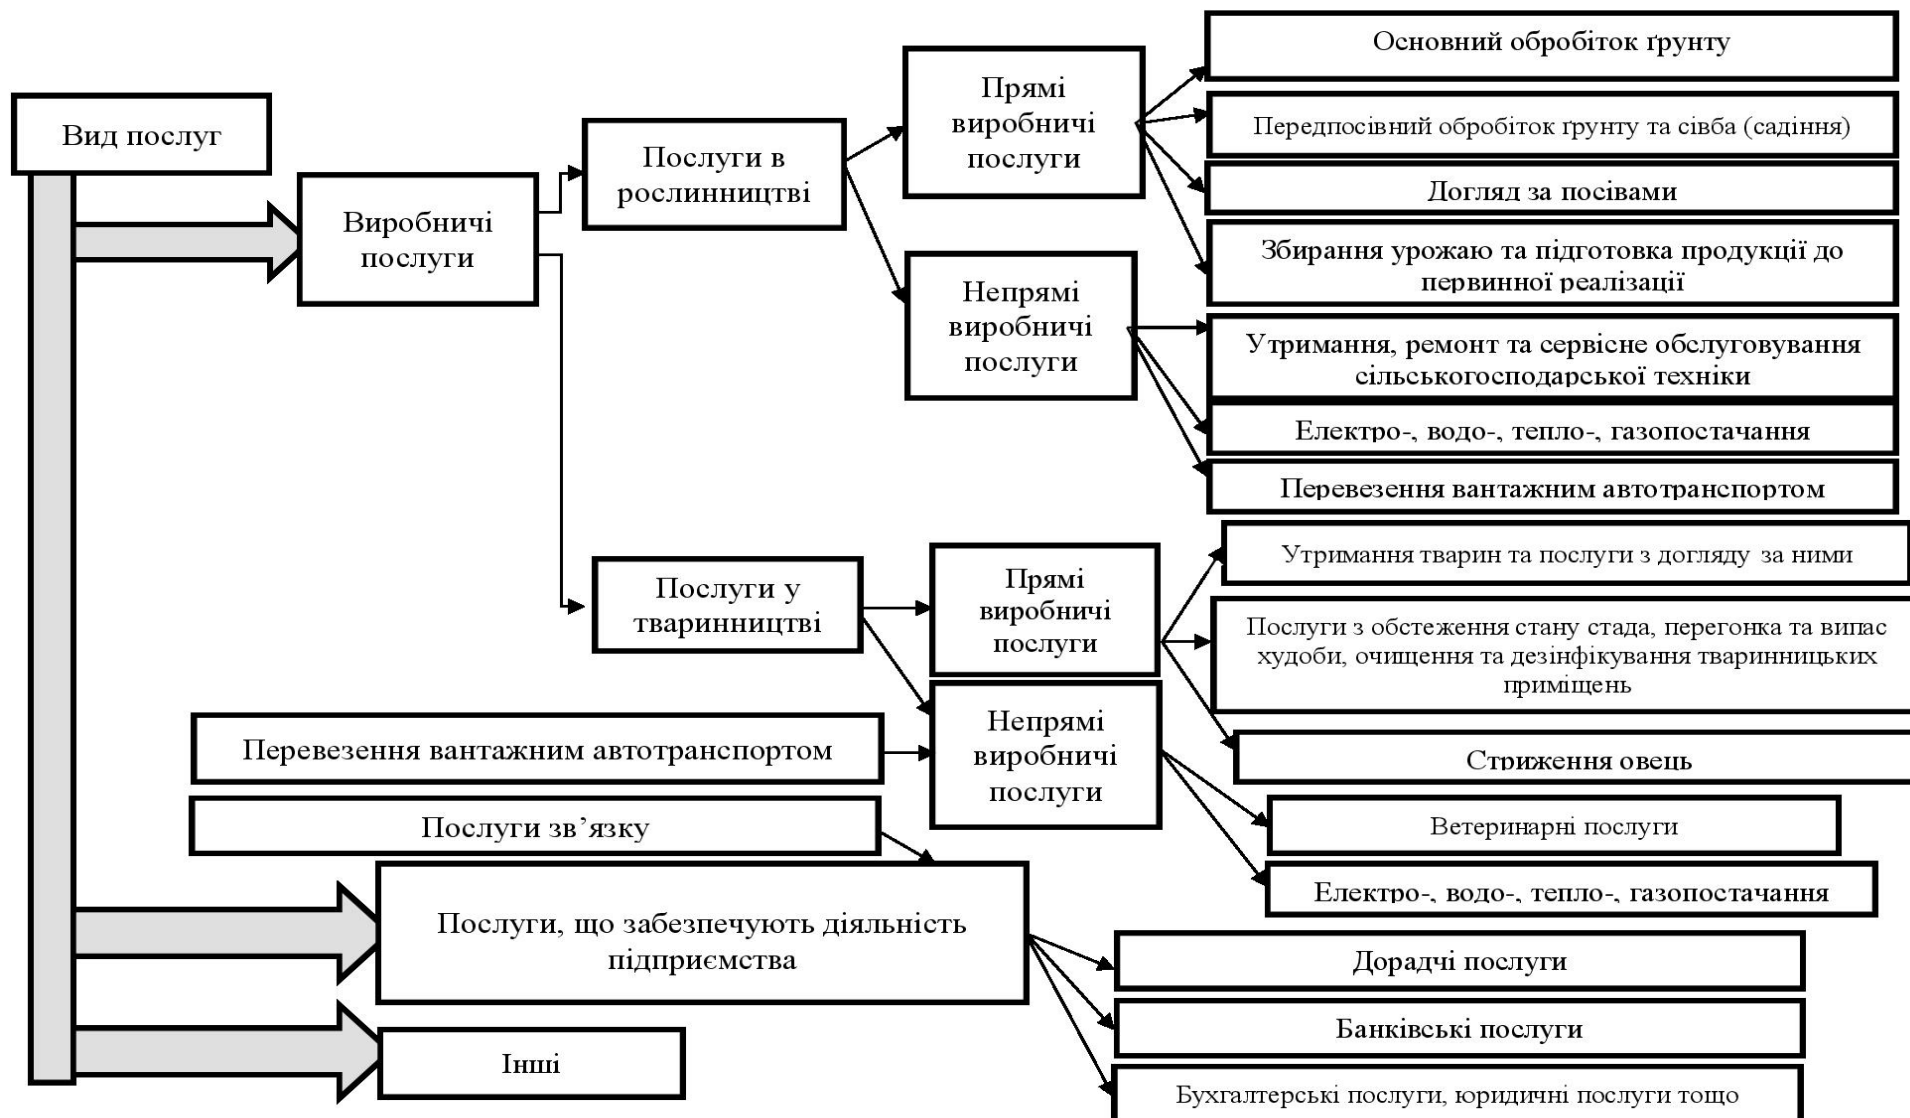 Вид послуг
Виробничі
послуги
Послуги в
рослинництві
Прямі
виробничі
послуги
Основний обробіток ґрунту
Передпосівний обробіток ґрунту та сівба (садіння)
Догляд за посівами
Збирання урожаю та підготовка продукції до
первинної реалізації
Непрямі
виробничі
послуги
Утримання, ремонт та сервісне обслуговування
сільськогосподарської техніки
Електро-, водо-, тепло-, газопостачання
Перевезення вантажним автотранспортом
Послуги у
тваринництві
Прямі
виробничі
послуги
Утримання тварин та послуги з догляду за ними
Послуги з обстеження стану стада, перегонка та випас
худоби, очищення та дезінфікування тваринницьких
приміщень
Стриження овець
Перевезення вантажним автотранспортом
Непрямі
виробничі
послуги
Ветеринарні послуги
Електро-, водо-, тепло-, газопостачання
Послуги зв’язку
Послуги, що забезпечують діяльність
підприємства
Дорадчі послуги
Банківські послуги
Бухгалтерські послуги, юридичні послуги тощо
Інші